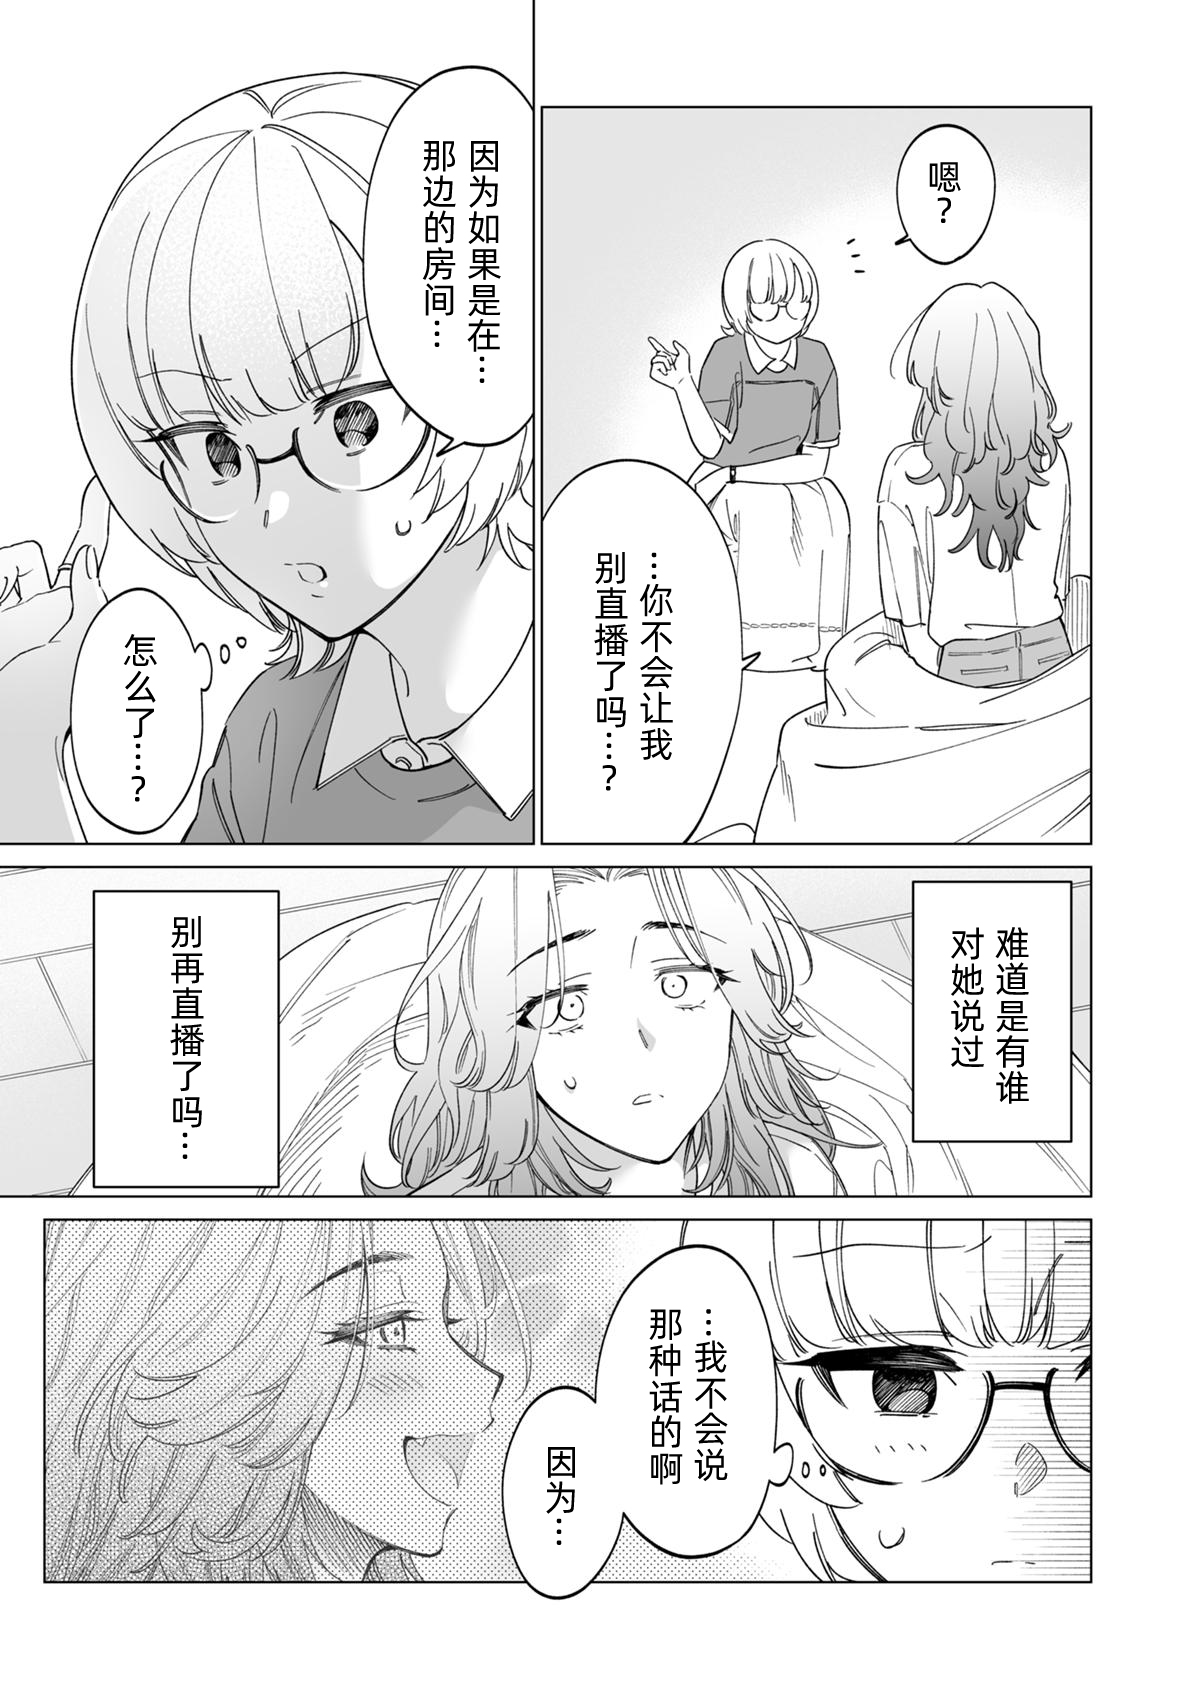 嗯?
…你不会让我
别直播了吗…?
因为如果是在…
那边的房间…
怎么了…?
难道是有谁
对她说过
别再直播了吗…
…我不会说
那种话的啊
因为…